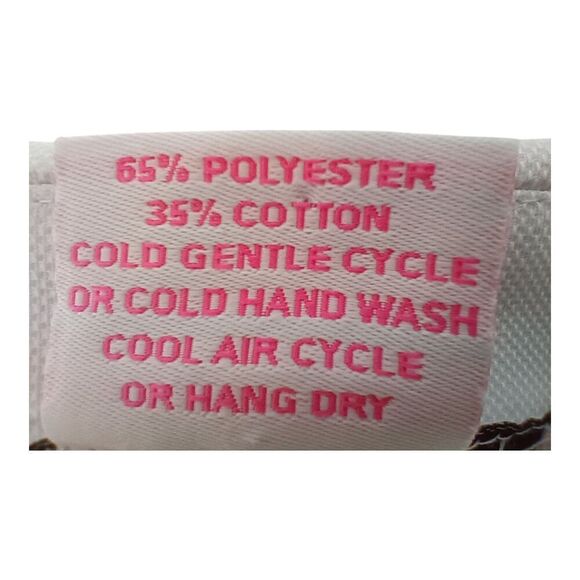 65% POLYESTER
35% COTTON
COLD GENTLE CYCLE
OR COLD HAND WASH
COOL AIR CYCLE
OR HANG DRY